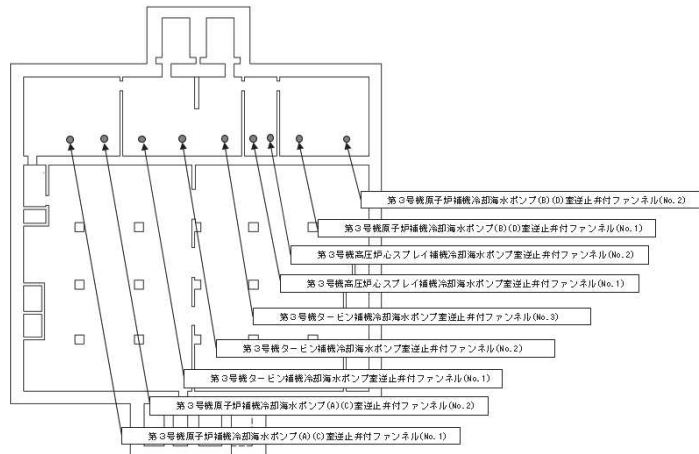 第３号機原子炉補機冷却海水ポンプ(B)(D)室逆止弁付ファンネル(No.2)
第３号機原子炉補機冷却海水ポンプ(B)(D)室逆止弁付ファンネル(No.1)
第３号機高圧炉心スプレイ補機冷却海水ポンプ室逆止弁付ファンネル(No.2)
第３号機高圧炉心スプレイ補機冷却海水ポンプ室逆止弁付ファンネル(No.1)
第３号機タービン補機冷却海水ポンプ室逆止弁付ファンネル(No.3)
第３号機タービン補機冷却海水ポンプ室逆止弁付ファンネル(No.2)
第３号機タービン補機冷却海水ポンプ室逆止弁付ファンネル(No.1)
第３号機原子炉補機冷却海水ポンプ(A)(C)室逆止弁付ファンネル(No.2)
第３号機原子炉補機冷却海水ポンプ(A)(C)室逆止弁付ファンネル(No.1)